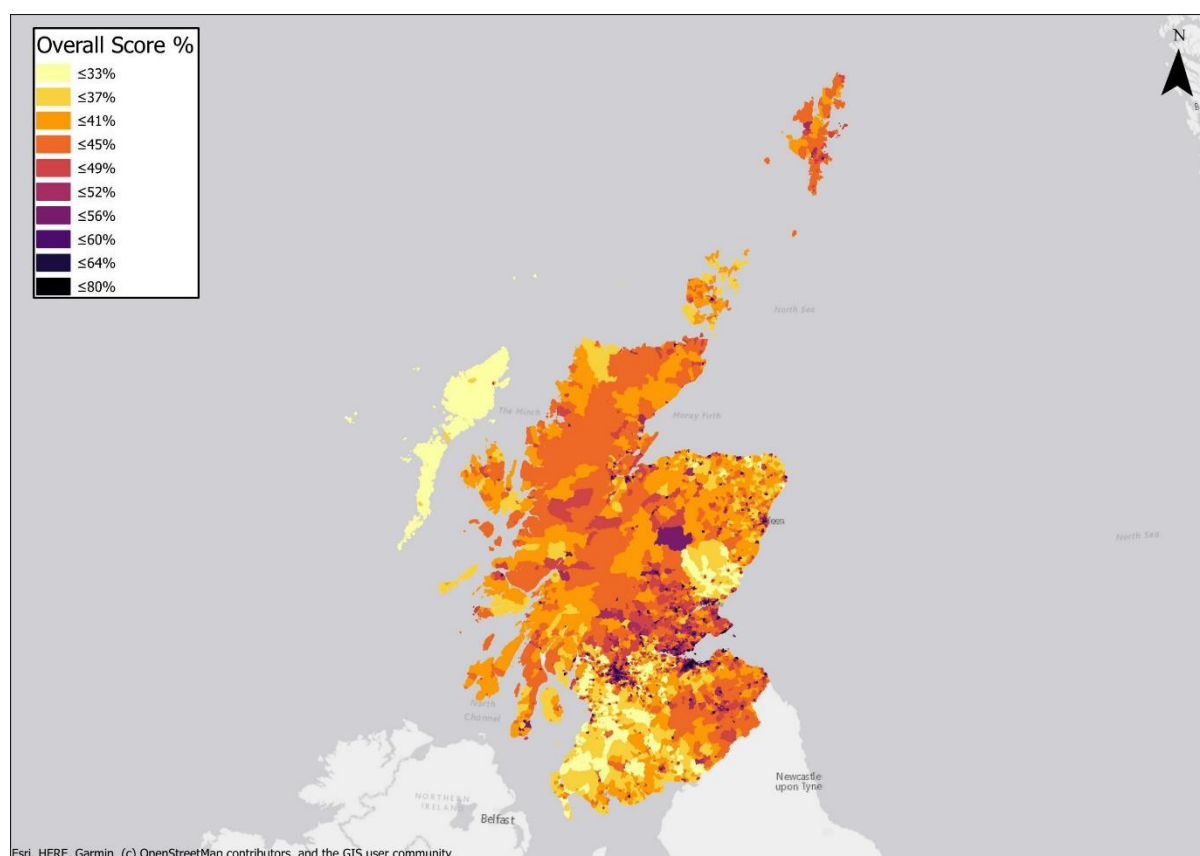 Overall Score %
≤33%
≤37%
≤41%
≤45%
≤49%
≤52%
≤56%
≤60%
≤64%
≤80%
N
North Sea
The Minch
Moray Firth
North Sea
North
Channel
NORTHERN
IRELAND
Belfast
Newcastle
upon Tyne
Esri, HERE, Garmin, (c) OpenStreetMap contributors, and the GIS user community